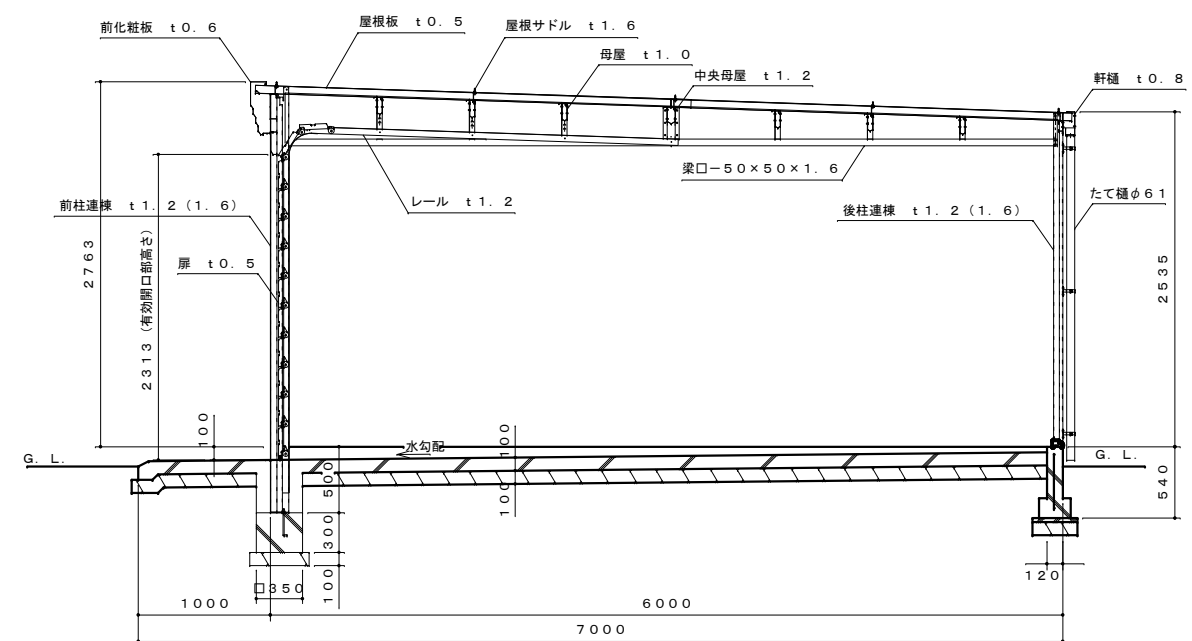 前化粧板　ｔ０．６
屋根板　ｔ０．５
屋根サドル　ｔ１．６
母屋　ｔ１．０
中央母屋　ｔ１．２
軒樋　ｔ０．８
梁口－５０×５０×１．６
レール　ｔ１．２
前柱連棟　ｔ１．２（１．６）
後柱連棟　ｔ１．２（１．６）
たて樋φ６１
扉　ｔ０．５
２７６３
２３１３（有効開口部高さ）
２５３５
１００
水勾配
１００
Ｇ．Ｌ．
Ｇ．Ｌ．
５００
１００
５４０
３００
１００
□３５０
１２０
１０００
６０００
７０００